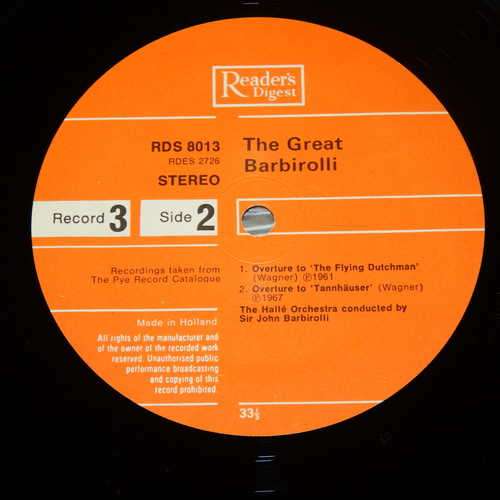 Reader's
Digest
RDS 8013
RDES 2726
STEREO
The Great
Barbirolli
Record 3 Side 2
Recordings taken from
The Pye Record Catalogue
1. Overture to 'The Flying Dutchman'
(Wagner) ℗1961
2. Overture to 'Tannhäuser' (Wagner)
℗1967
The Hallé Orchestra conducted by
Sir John Barbirolli
Made in Holland
All rights of the manufacturer and
of the owner of the recorded work
reserved. Unauthorised public
performance broadcasting
and copying of this
record prohibited.
33⅓